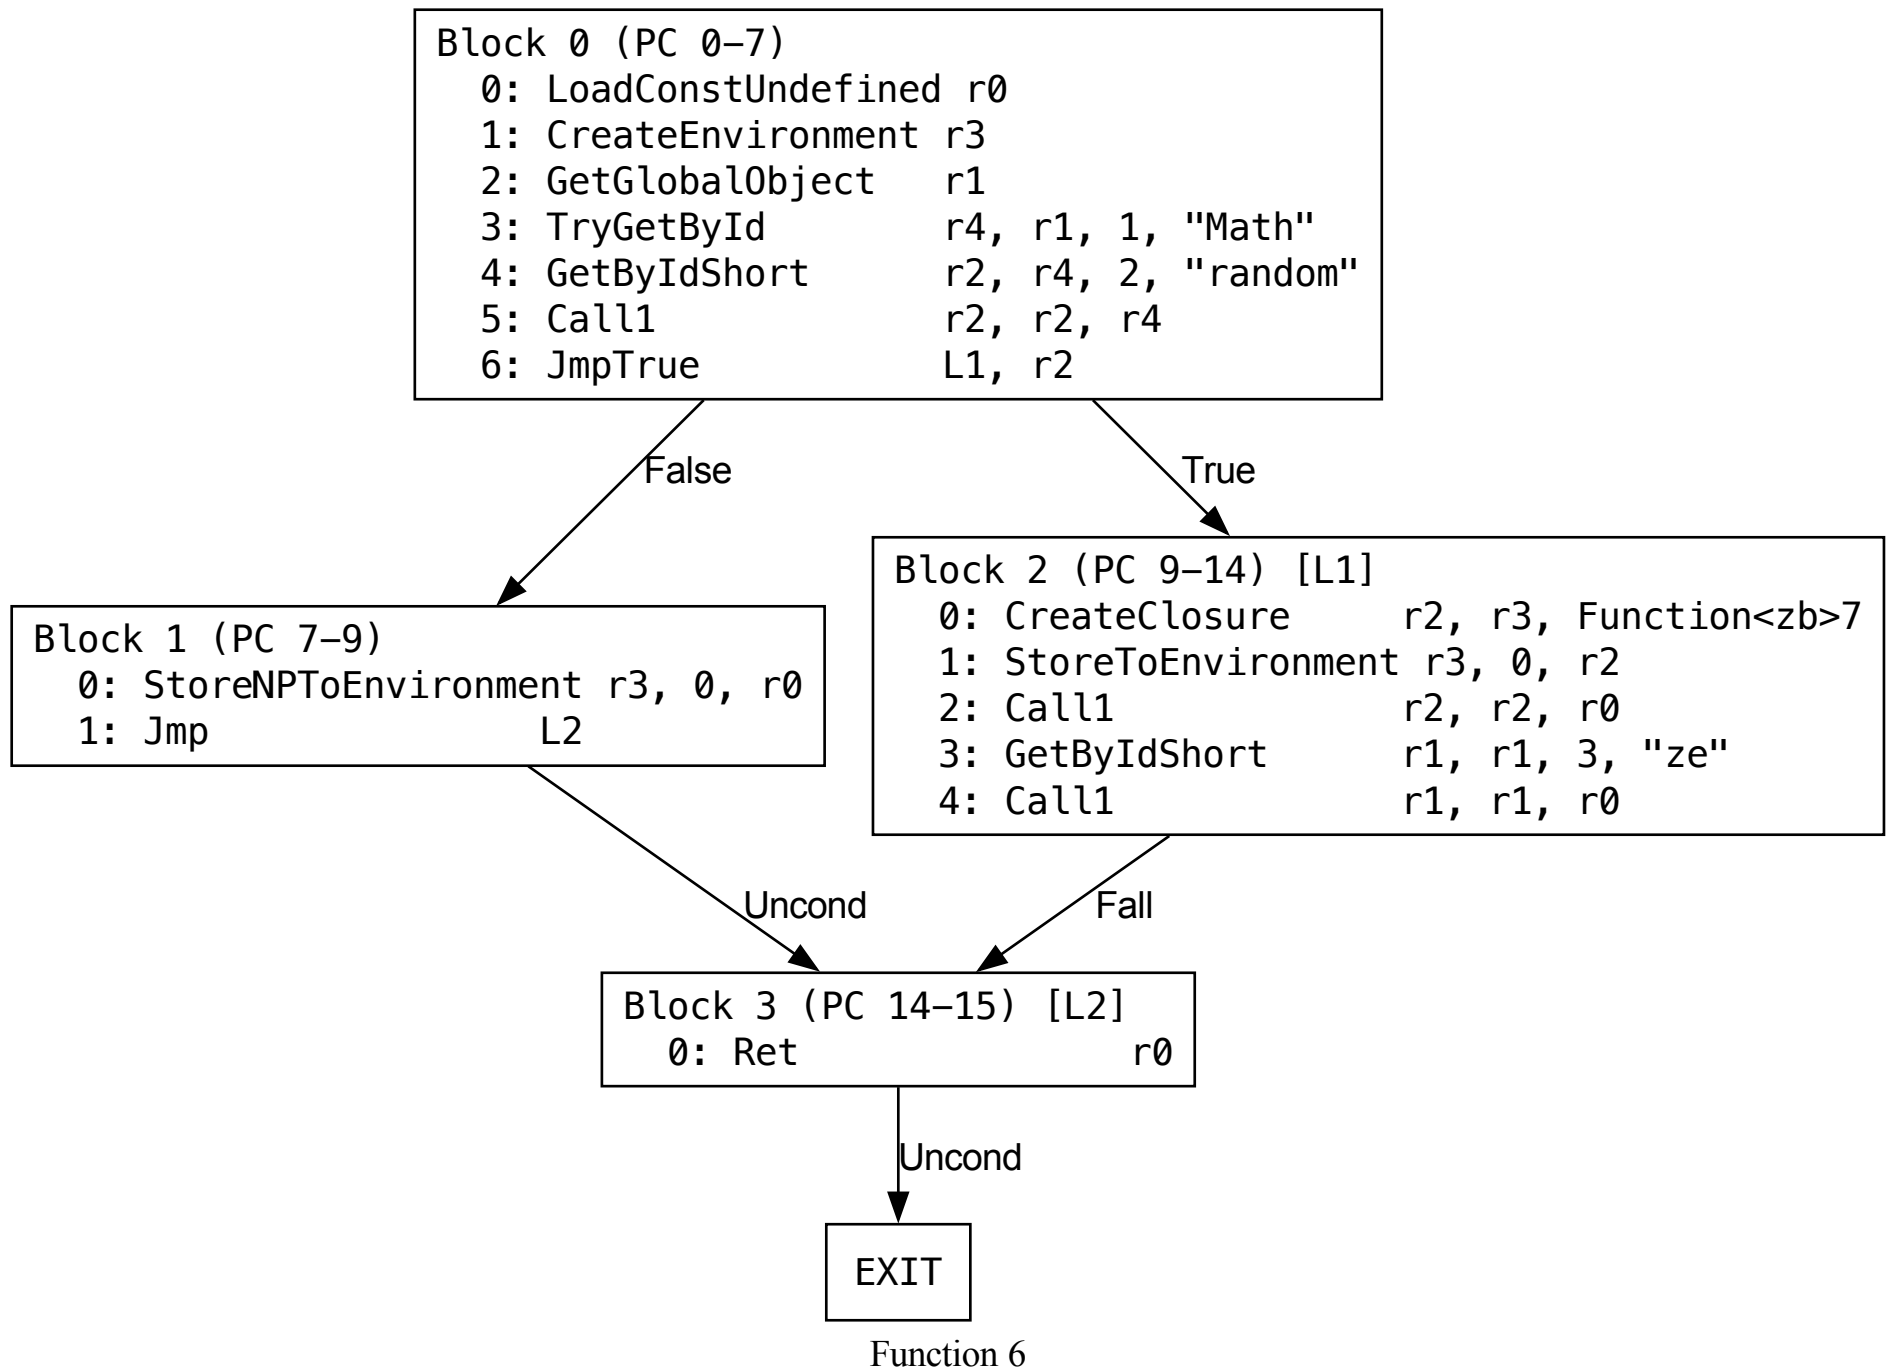 Block 0 (PC 0–7)
0: LoadConstUndefined r0
1: CreateEnvironment r3
2: GetGlobalObject r1
3: TryGetById r4, r1, 1, "Math"
4: GetByIdShort r2, r4, 2, "random"
5: Call1 r2, r2, r4
6: JmpTrue L1, r2
False
True
Block 1 (PC 7–9)
0: StoreNPToEnvironment r3, 0, r0
1: Jmp L2
Block 2 (PC 9–14) [L1]
0: CreateClosure r2, r3, Function<zb>7
1: StoreToEnvironment r3, 0, r2
2: Call1 r2, r2, r0
3: GetByIdShort r1, r1, 3, "ze"
4: Call1 r1, r1, r0
Uncond
Fall
Block 3 (PC 14–15) [L2]
0: Ret r0
Uncond
EXIT
Function 6